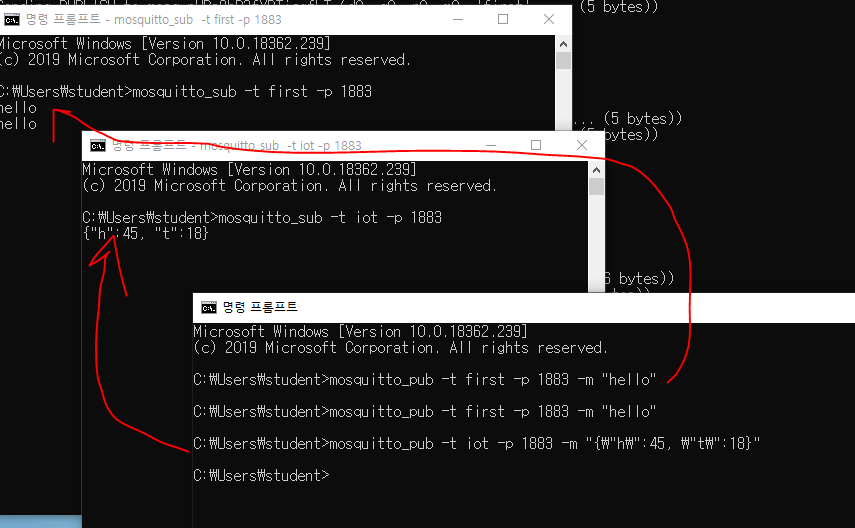 (5 bytes))
명령 프롬프트 - mosquitto_sub -t first -p 1883
Microsoft Windows [Version 10.0.18362.239]
(c) 2019 Microsoft Corporation. All rights reserved.
C:₩Users₩student>mosquitto_sub -t first -p 1883
hello
hello
... (5 bytes))
(5 bytes))
명령 프롬프트 - mosquitto_sub -t iot -p 1883
Microsoft Windows [Version 10.0.18362.239]
(c) 2019 Microsoft Corporation. All rights reserved.
C:₩Users₩student>mosquitto_sub -t iot -p 1883
{"h":45, "t":18}
bytes))
명령 프롬프트
Microsoft Windows [Version 10.0.18362.239]
(c) 2019 Microsoft Corporation. All rights reserved.
C:₩Users₩student>mosquitto_pub -t first -p 1883 -m "hello"
C:₩Users₩student>mosquitto_pub -t first -p 1883 -m "hello"
C:₩Users₩student>mosquitto_pub -t iot -p 1883 -m "{₩"h₩":45, ₩"t₩":18}"
C:₩Users₩student>